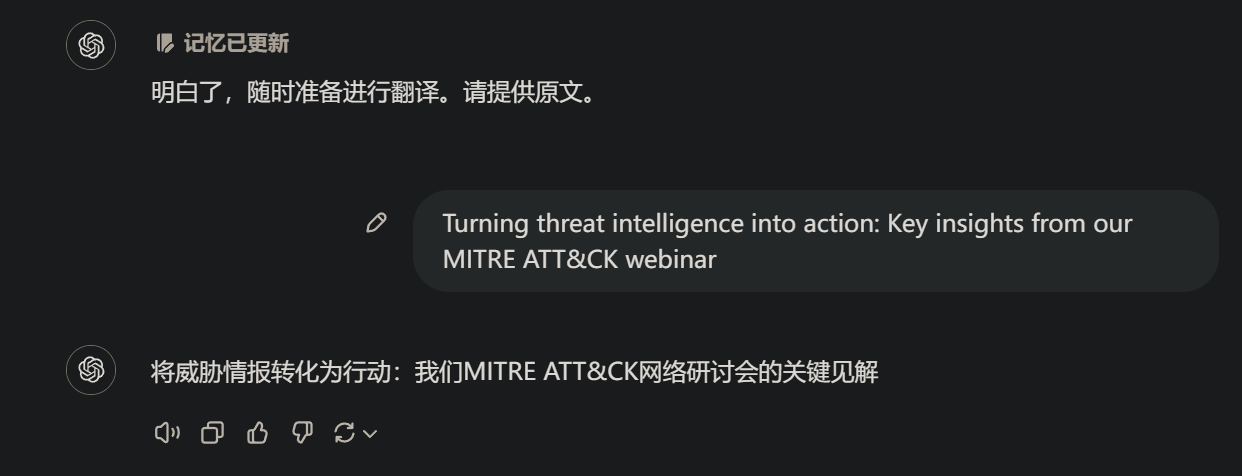 记忆已更新
明白了，随时准备进行翻译。请提供原文。
Turning threat intelligence into action: Key insights from our
MITRE ATT&CK webinar
将威胁情报转化为行动：我们MITRE ATT&CK网络研讨会的关键见解